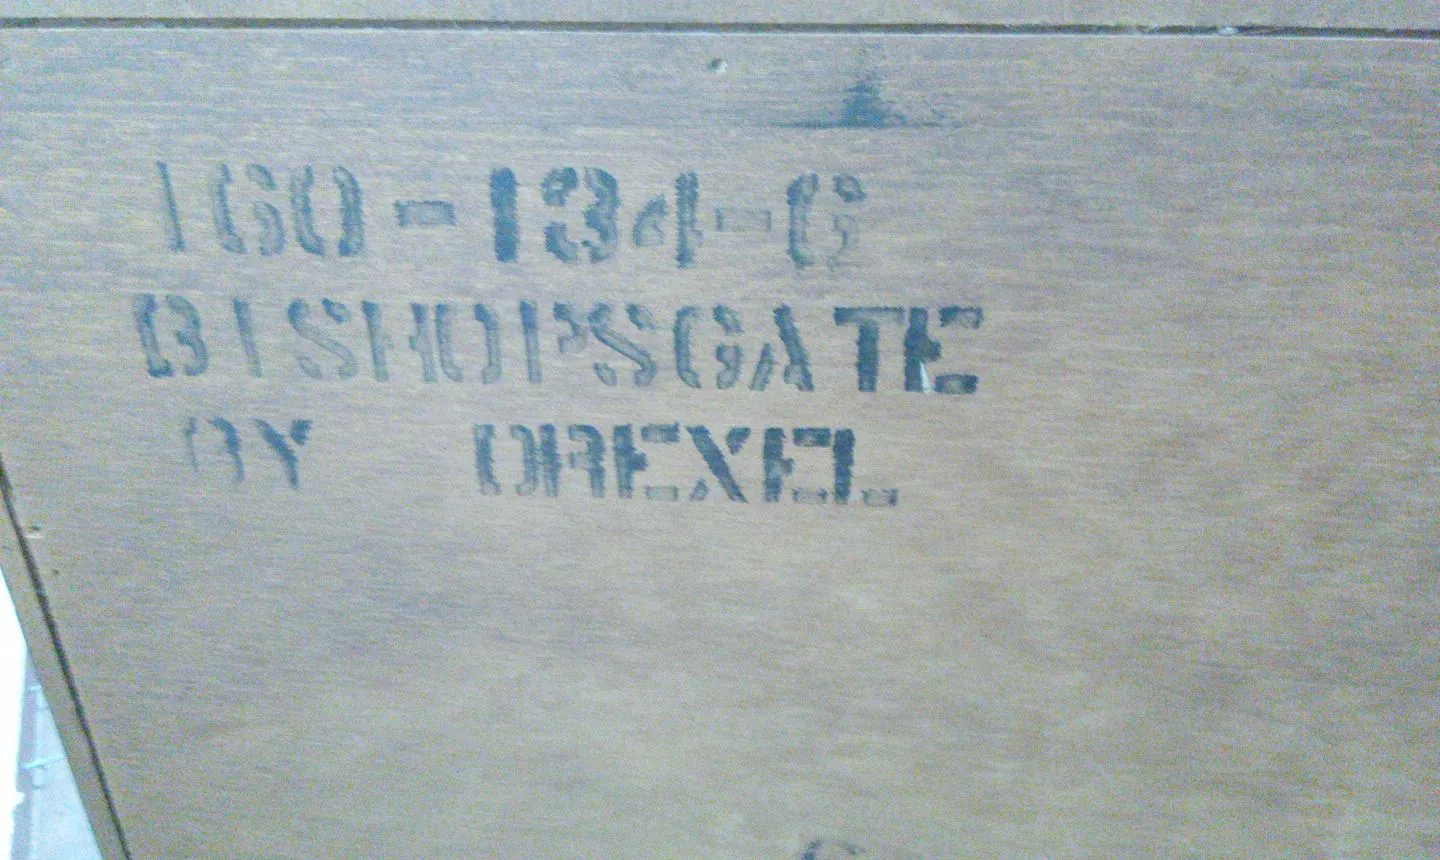 160-134-6
BISHOPSGATE
BY DREXEL